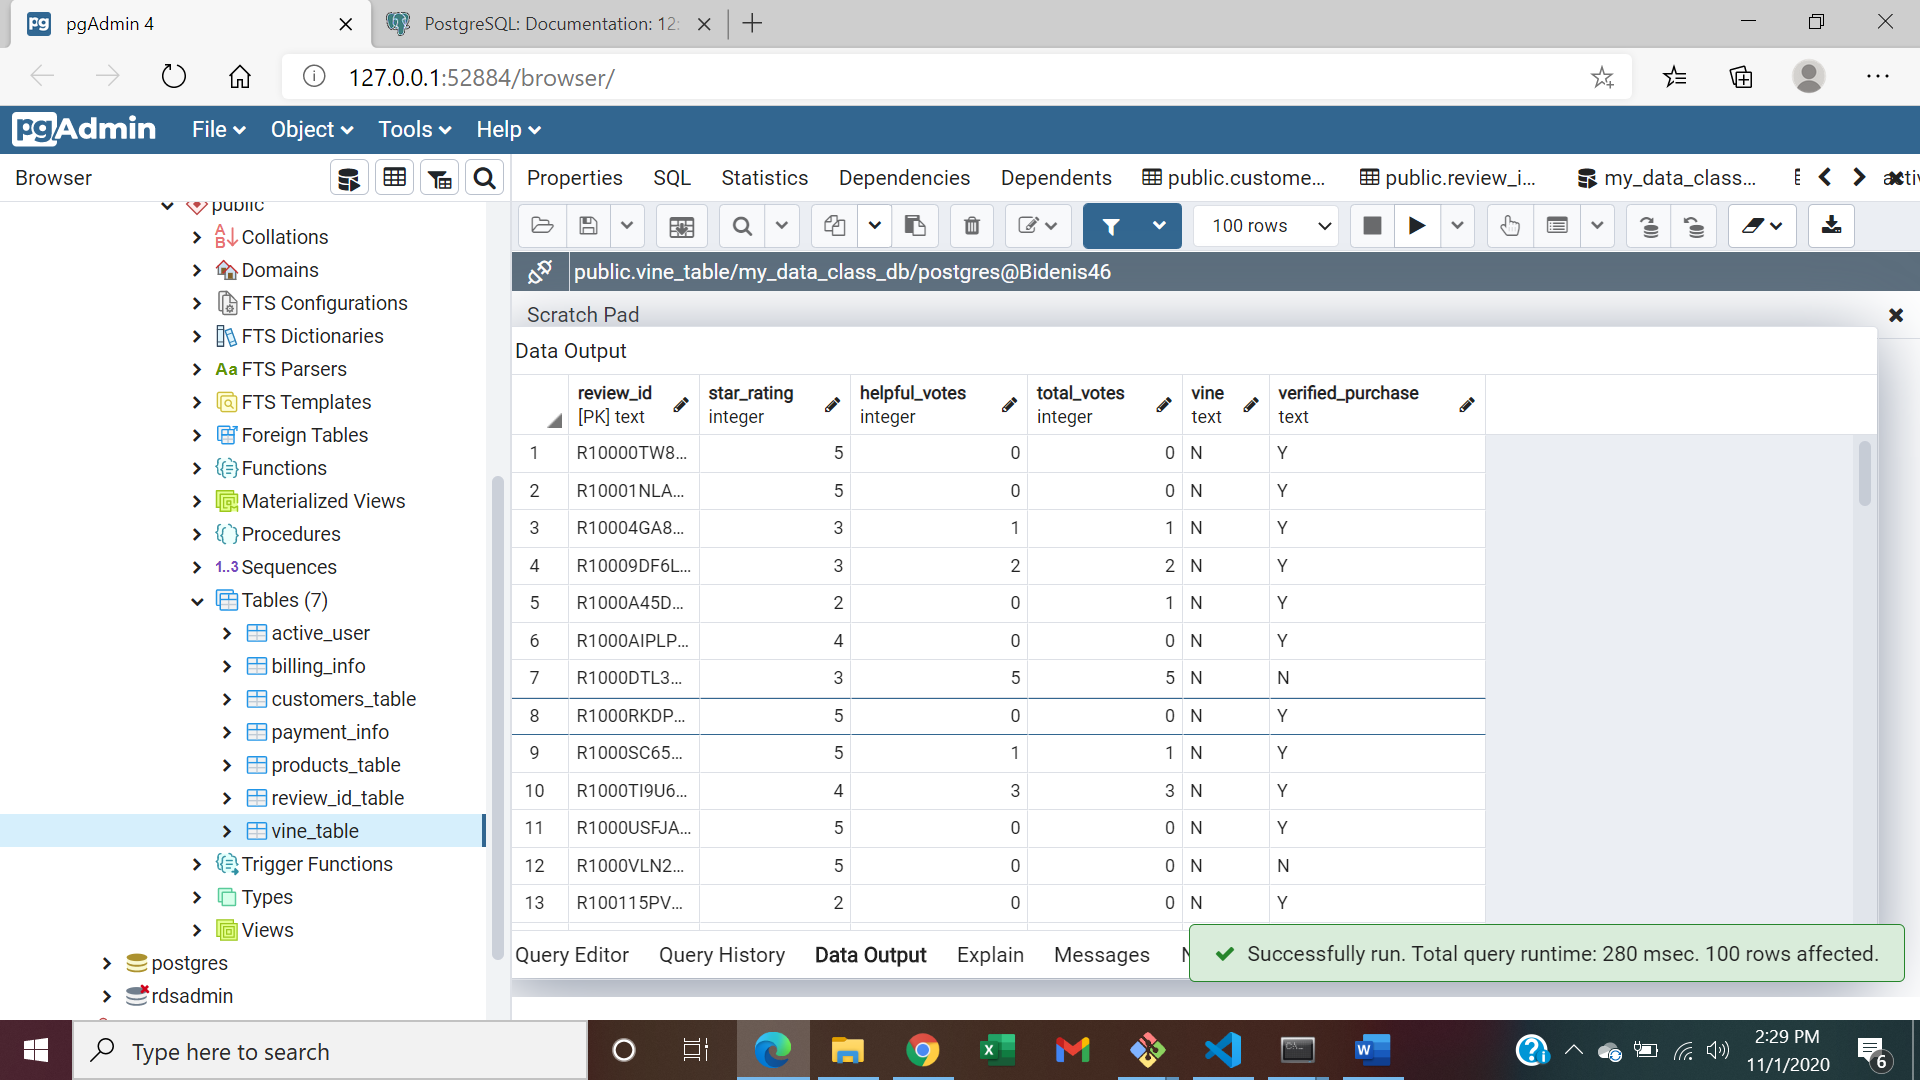 pgAdmin 4
PostgreSQL: Documentation: 12:
127.0.0.1:52884/browser/
pgAdmin File Object Tools Help
Browser
Properties SQL Statistics Dependencies Dependents public.custome... public.review_i... my_data_class...
100 rows
public.vine_table/my_data_class_db/postgres@Bidenis46
Scratch Pad
Data Output
public
Collations
Domains
FTS Configurations
FTS Dictionaries
Aa FTS Parsers
FTS Templates
Foreign Tables
Functions
Materialized Views
Procedures
1..3 Sequences
Tables (7)
active_user
billing_info
customers_table
payment_info
products_table
review_id_table
vine_table
Trigger Functions
Types
Views
postgres
rdsadmin
review_id star_rating helpful_votes total_votes vine verified_purchase
[PK] text integer integer integer text text
1 R10000TW8... 5 0 0 N Y
2 R10001NLA... 5 0 0 N Y
3 R10004GA8... 3 1 1 N Y
4 R10009DF6L... 3 2 2 N Y
5 R1000A45D... 2 0 1 N Y
6 R1000AIPLP... 4 0 0 N Y
7 R1000DTL3... 3 5 5 N N
8 R1000RKDP... 5 0 0 N Y
9 R1000SC65... 5 1 1 N Y
10 R1000TI9U6... 4 3 3 N Y
11 R1000USFJA... 5 0 0 N Y
12 R1000VLN2... 5 0 0 N N
13 R100115PV... 2 0 0 N Y
Query Editor Query History Data Output Explain Messages
Successfully run. Total query runtime: 280 msec. 100 rows affected.
Type here to search
2:29 PM
11/1/2020
6